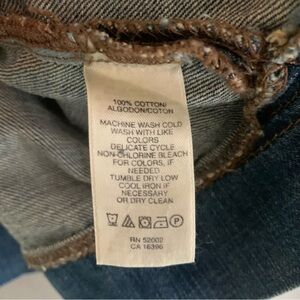 100% COTTON/
ALGODON/COTON
MACHINE WASH COLD
WASH WITH LIKE
COLORS
DELICATE CYCLE
NON-CHLORINE BLEACH
FOR COLORS, IF
NEEDED
TUMBLE DRY LOW
COOL IRON IF
NECESSARY
OR DRY CLEAN
RN 52002
CA 16396